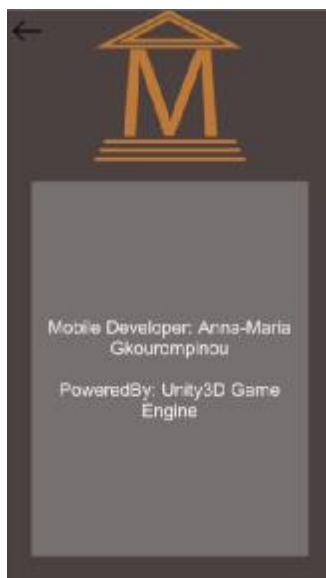 M
Mobile Developer: Anna-Maria
Gkourompinou
PoweredBy: Unity3D Game
Engine